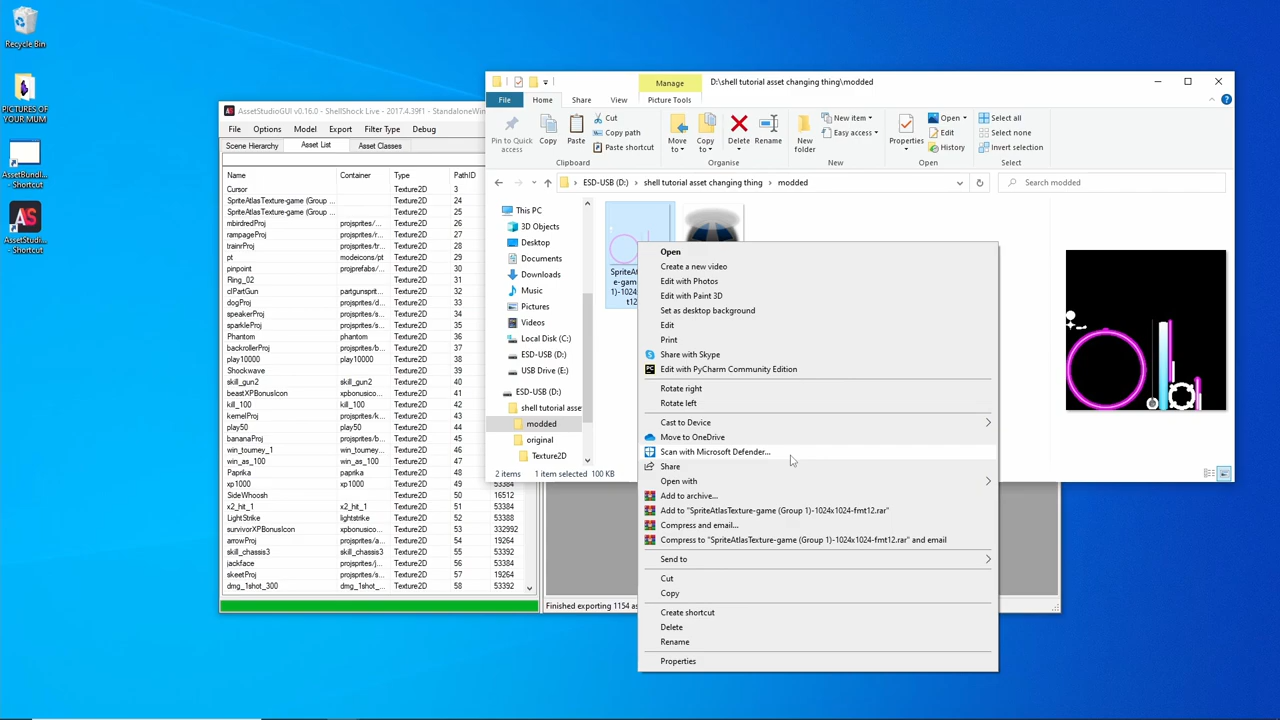 Recycle Bin
PICTURES OF
YOUR MUM
AssetBundl...
- Shortcut
AssetStudi...
- Shortcut
AssetStudioGUI v0.16.0 - ShellShock Live - 2017.4.39f1 - StandaloneWin
File Options Model Export Filter Type Debug
Scene Hierarchy Asset List Asset Classes
Name Container Type PathID
Cursor Texture2D 3
SpriteAtlasTexture-game (Group ... Texture2D 24
SpriteAtlasTexture-game (Group ... Texture2D 25
mbirdredProj projsprites/... Texture2D 26
rampageProj projsprites/r... Texture2D 27
trainrProj projsprites/tr... Texture2D 28
pt modeicons/pt Texture2D 29
pinpoint projprefabs/... Texture2D 30
Ring_02 Texture2D 31
clPartGun partgunsprit... Texture2D 32
dogProj projsprites/d... Texture2D 33
speakerProj projsprites/s... Texture2D 34
sparkleProj projsprites/s... Texture2D 35
Phantom phantom Texture2D 36
backrollerProj projsprites/... Texture2D 37
play10000 play10000 Texture2D 38
Shockwave Texture2D 39
skill_gun2 skill_gun2 Texture2D 40
beastXPBonusIcon xpbonusico... Texture2D 41
kill_100 kill_100 Texture2D 42
kernelProj projsprites/k... Texture2D 43
play50 play50 Texture2D 44
bananaProj projsprites/... Texture2D 45
win_tourney_1 win_tourney... Texture2D 46
win_as_100 win_as_100 Texture2D 47
Paprika paprika Texture2D 48 53384
xp1000 xp1000 Texture2D 49 53384
SideWhoosh Texture2D 50 16512
x2_hit_1 x2_hit_1 Texture2D 51 53384
LightStrike lightstrike Texture2D 52 53388
survivorXPBonusIcon xpbonusico... Texture2D 53 332992
arrowProj projsprites/a... Texture2D 54 19264
skill_chassis3 skill_chassis3 Texture2D 55 53392
jackface projsprites/j... Texture2D 56 53384
skeetProj projsprites/s... Texture2D 57 19264
dmg_1shot_300 dmg_1shot_... Texture2D 58 53392
Finished exporting 1154 as
Manage D:\shell tutorial asset changing thing\modded
File Home Share View Picture Tools
Pin to Quick
access
Copy
Paste
Cut
Copy path
Paste shortcut
Clipboard
Move
to
Copy
to
Delete
Rename
Organise
New
folder
New item
Easy access
New
Properties
Open
Edit
History
Open
Select all
Select none
Invert selection
Select
ESD-USB (D:) shell tutorial asset changing thing modded
Search modded
This PC
3D Objects
Desktop
Documents
Downloads
Music
Pictures
Videos
Local Disk (C:)
ESD-USB (D:)
USB Drive (E:)
ESD-USB (D:)
shell tutorial asse
modded
original
Texture2D
SpriteAt
e-gam
1)-1024
t12
2 items 1 item selected 100 KB
Open
Create a new video
Edit with Photos
Edit with Paint 3D
Set as desktop background
Edit
Print
Share with Skype
Edit with PyCharm Community Edition
Rotate right
Rotate left
Cast to Device
Move to OneDrive
Scan with Microsoft Defender...
Share
Open with
Add to archive...
Add to "SpriteAtlasTexture-game (Group 1)-1024x1024-fmt12.rar"
Compress and email...
Compress to "SpriteAtlasTexture-game (Group 1)-1024x1024-fmt12.rar" and email
Send to
Cut
Copy
Create shortcut
Delete
Rename
Properties